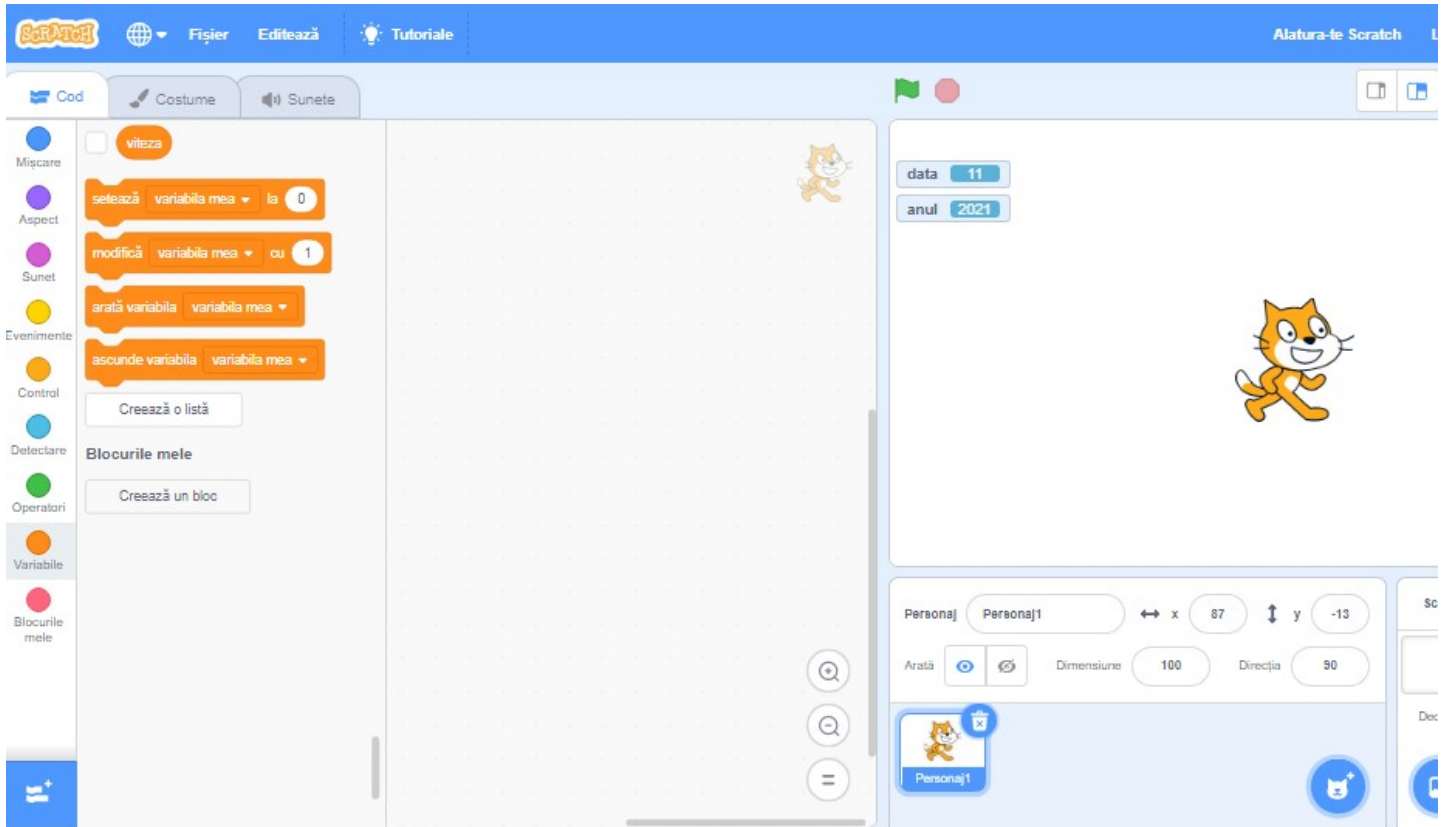 SCRATCH Fișier Editează Tutoriale Alatura-te Scratch
Cod Costume Sunete
Mișcare
Aspect
Sunet
Evenimente
Control
Detectare
Operatori
Variabile
Blocurile
mele
viteza
setează variabila mea la 0
modifică variabila mea cu 1
arată variabila variabila mea
ascunde variabila variabila mea
Creează o listă
Blocurile mele
Creează un bloc
data 11
anul 2021
Personaj Personaj1 x 87 y -13
Arată Dimensiune 100 Direcția 90
Personaj1
Sc
Dec